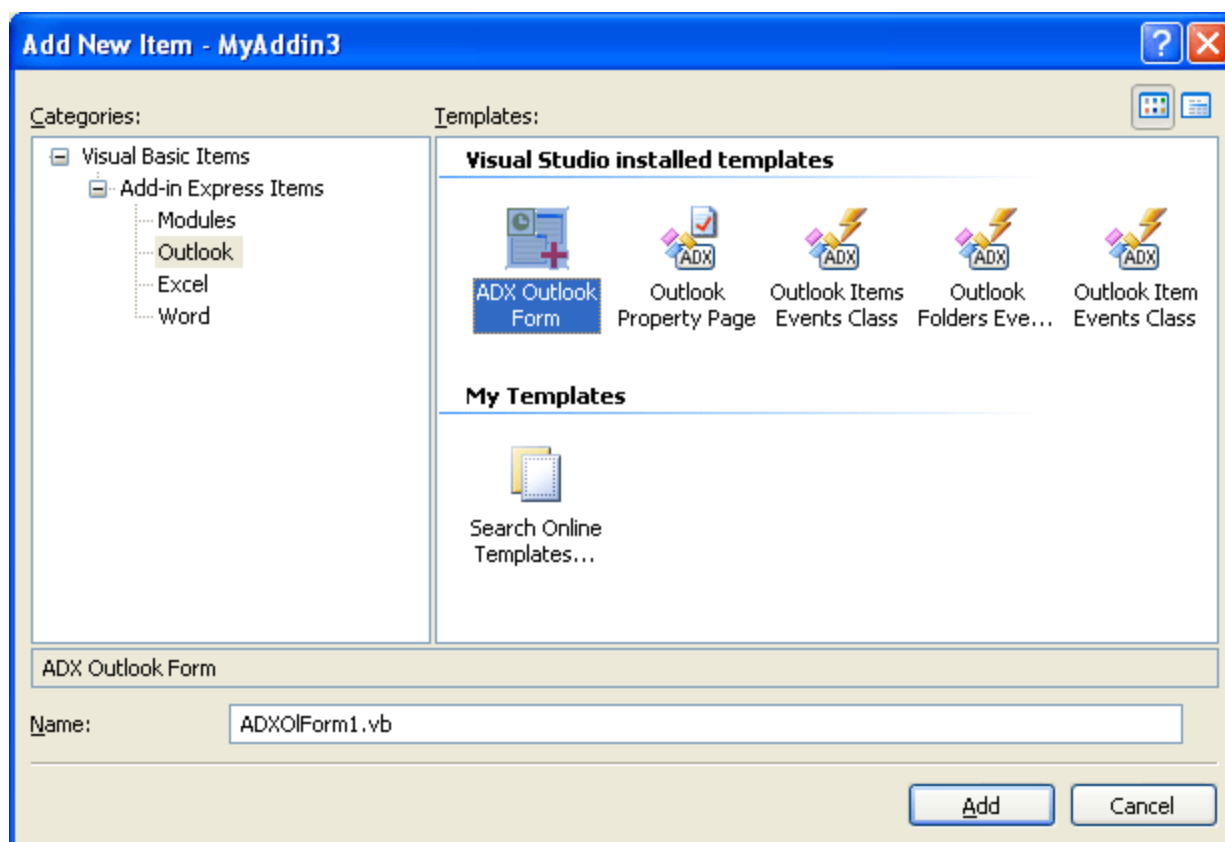 Add New Item - MyAddin3
Categories:
Templates:
Visual Basic Items
Add-in Express Items
Modules
Outlook
Excel
Word
Visual Studio installed templates
ADX Outlook
Form
Outlook
Property Page
Outlook Items
Events Class
Outlook
Folders Eve...
Outlook Item
Events Class
ADX
ADX
ADX
ADX
My Templates
Search Online
Templates...
ADX Outlook Form
Name:
ADXOlForm1.vb
Add
Cancel